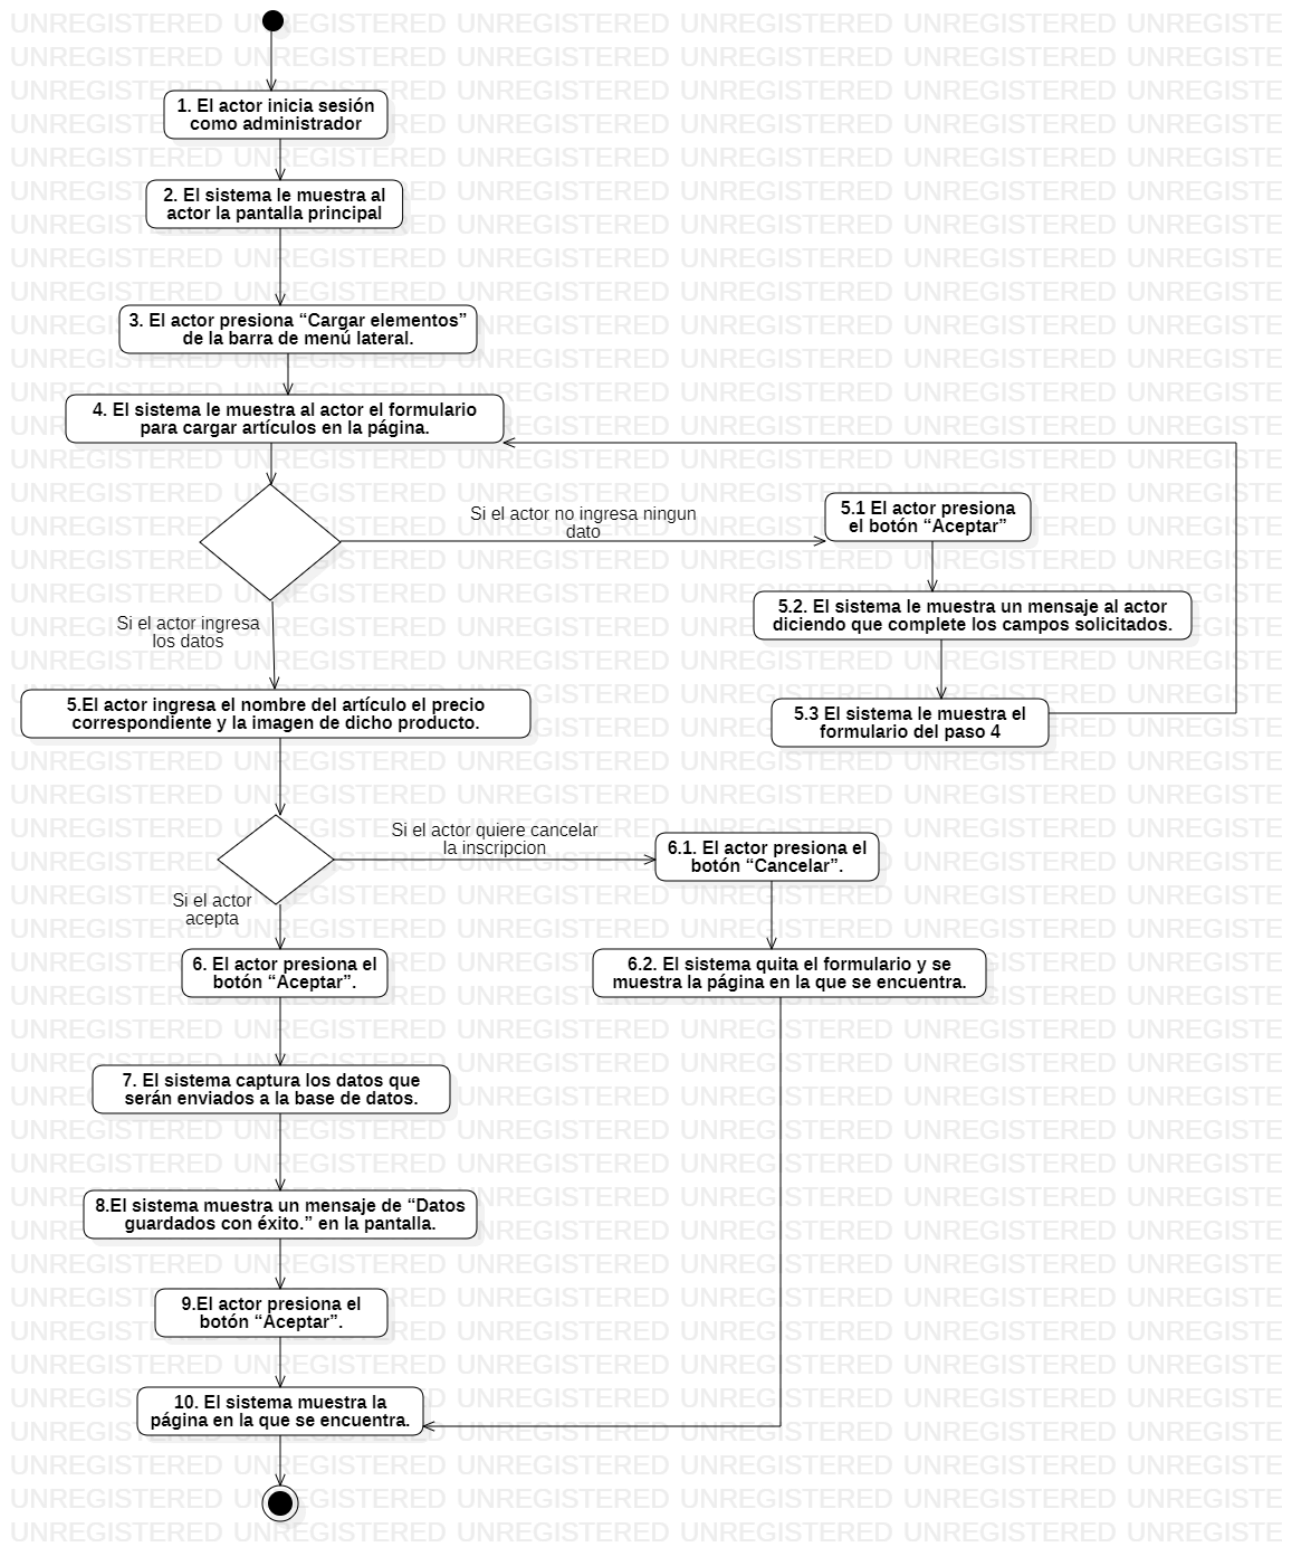 1. El actor inicia sesión
como administrador
2. El sistema le muestra al
actor la pantalla principal
3. El actor presiona “Cargar elementos”
de la barra de menú lateral.
4. El sistema le muestra al actor el formulario
para cargar artículos en la página.
Si el actor no ingresa ningun
dato
5.1 El actor presiona
el botón “Aceptar”
5.2. El sistema le muestra un mensaje al actor
diciendo que complete los campos solicitados.
5.3 El sistema le muestra el
formulario del paso 4
Si el actor ingresa
los datos
5.El actor ingresa el nombre del artículo el precio
correspondiente y la imagen de dicho producto.
Si el actor quiere cancelar
la inscripcion
6.1. El actor presiona el
botón “Cancelar”.
6.2. El sistema quita el formulario y se
muestra la página en la que se encuentra.
Si el actor
acepta
6. El actor presiona el
botón “Aceptar”.
7. El sistema captura los datos que
serán enviados a la base de datos.
8.El sistema muestra un mensaje de “Datos
guardados con éxito.” en la pantalla.
9.El actor presiona el
botón “Aceptar”.
10. El sistema muestra la
página en la que se encuentra.
UNREGISTERED